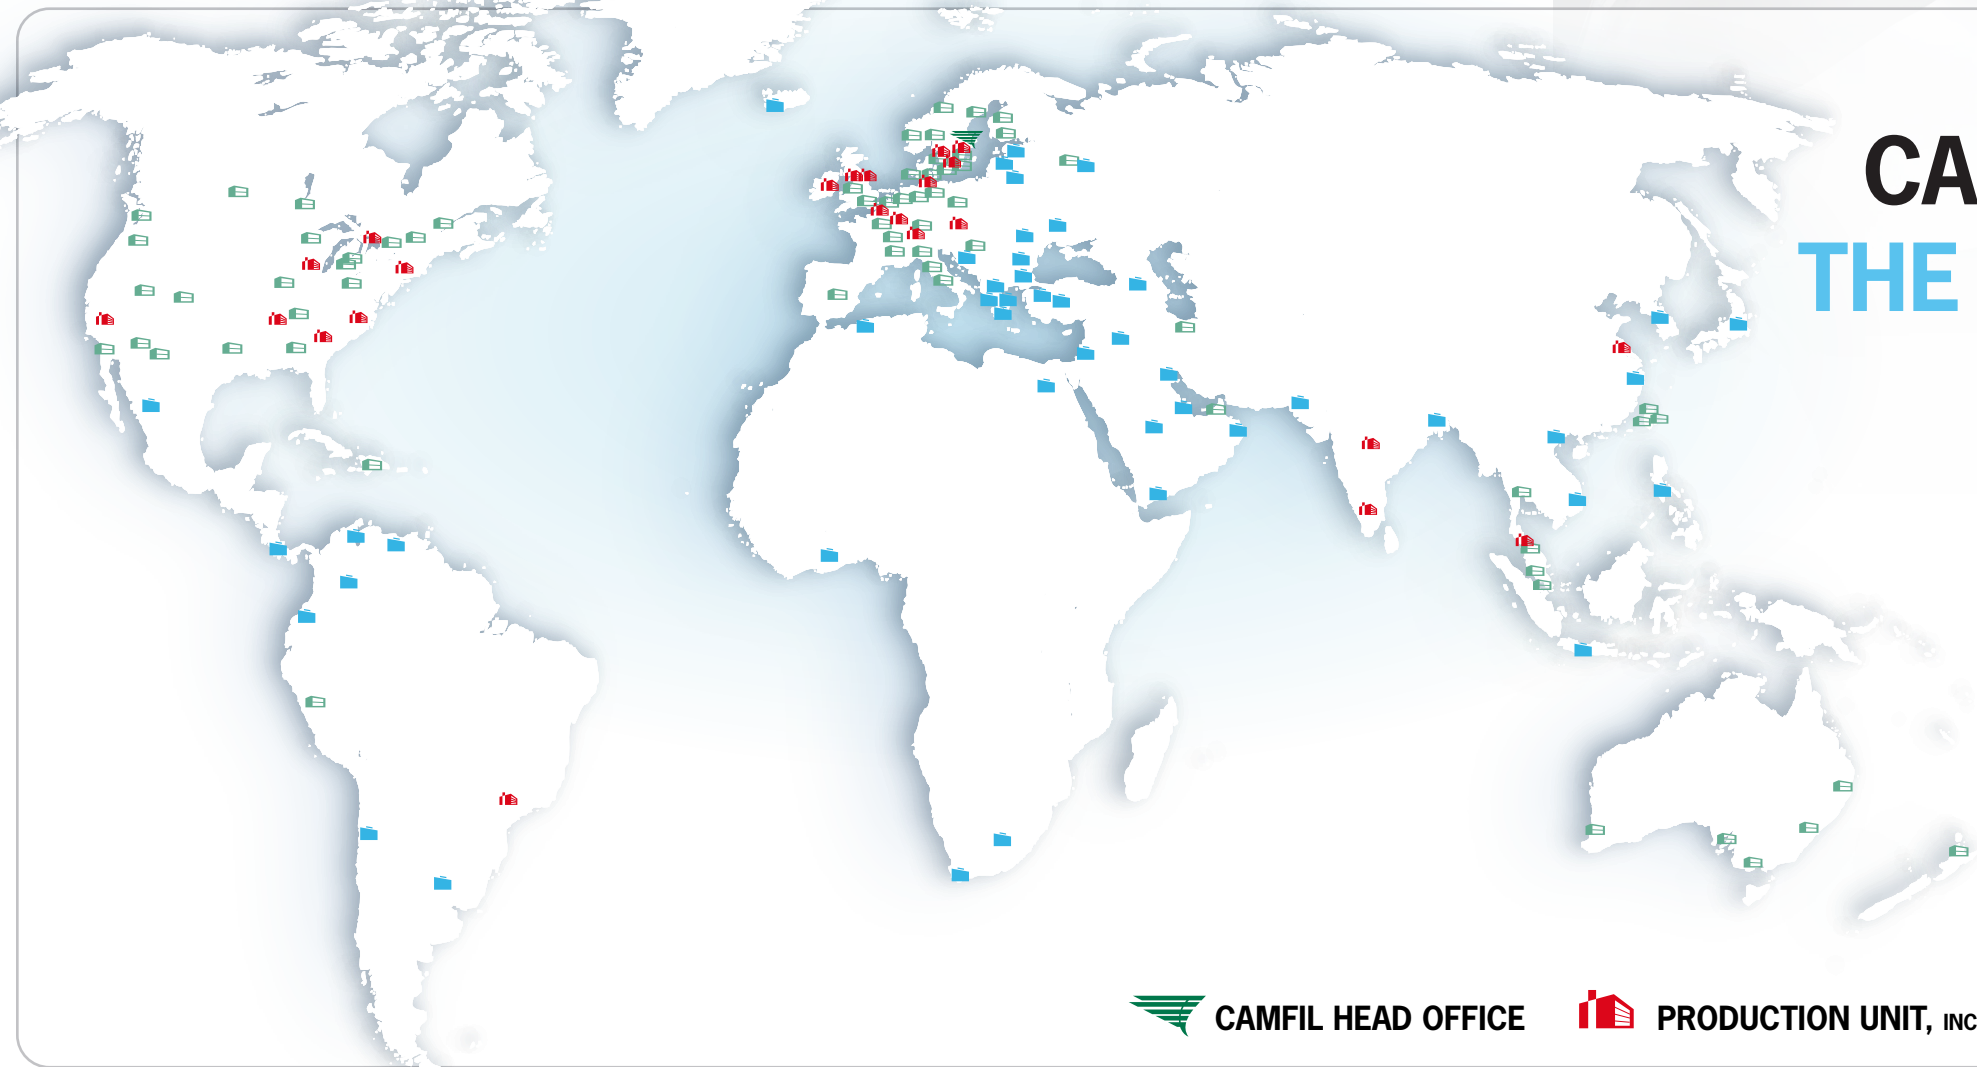 CA
THE
CAMFIL HEAD OFFICE
PRODUCTION UNIT, INC